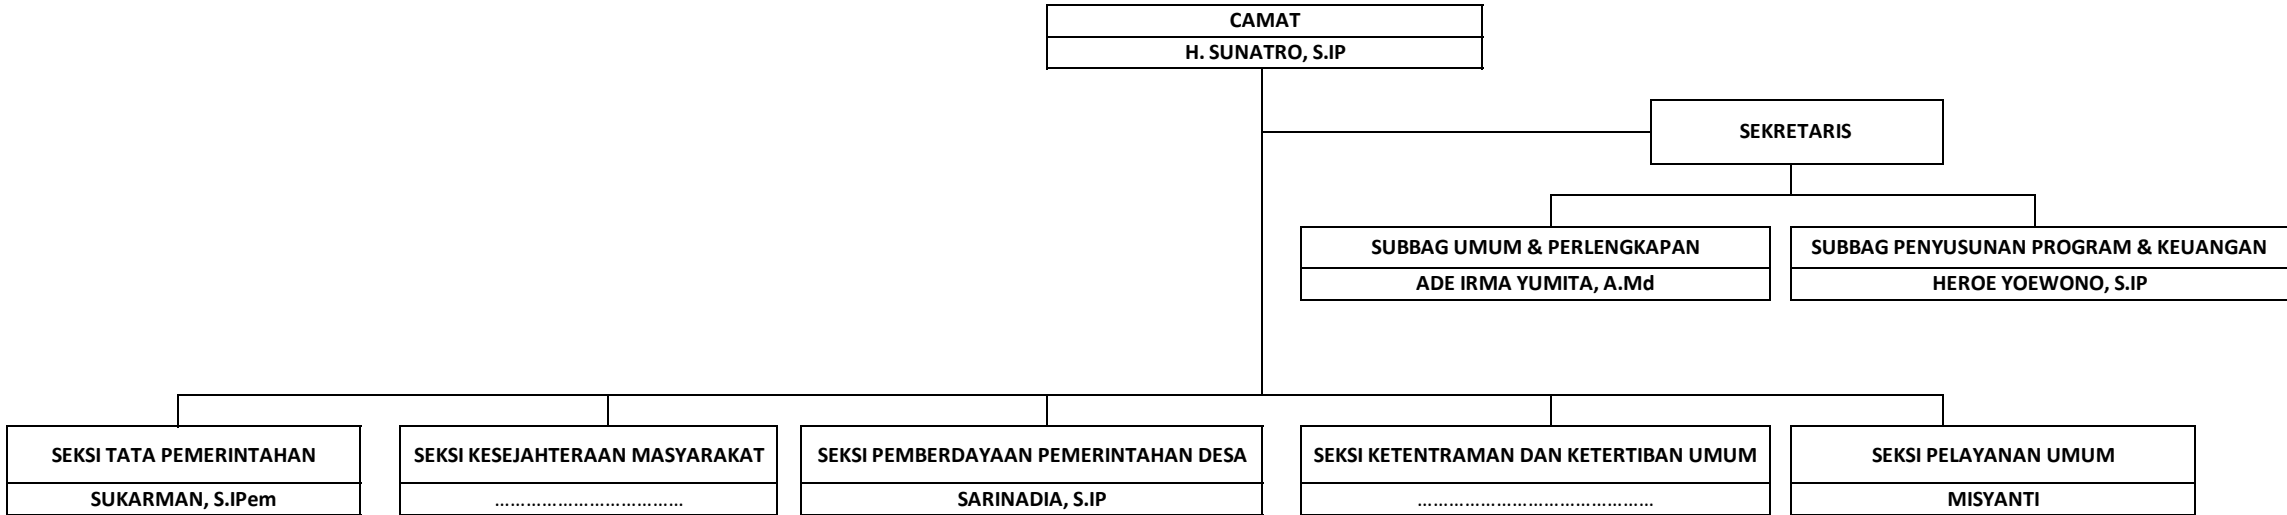 CAMAT
H. SUNATRO, S.IP
SEKRETARIS
SUBBAG UMUM & PERLENGKAPAN
ADE IRMA YUMITA, A.Md
SUBBAG PENYUSUNAN PROGRAM & KEUANGAN
HEROE YOEWONO, S.IP
SEKSI TATA PEMERINTAHAN
SUKARMAN, S.IPem
SEKSI KESEJAHTERAAN MASYARAKAT
………………………………
SEKSI PEMBERDAYAAN PEMERINTAHAN DESA
SARINADIA, S.IP
SEKSI KETENTRAMAN DAN KETERTIBAN UMUM
………………………………………
SEKSI PELAYANAN UMUM
MISYANTI